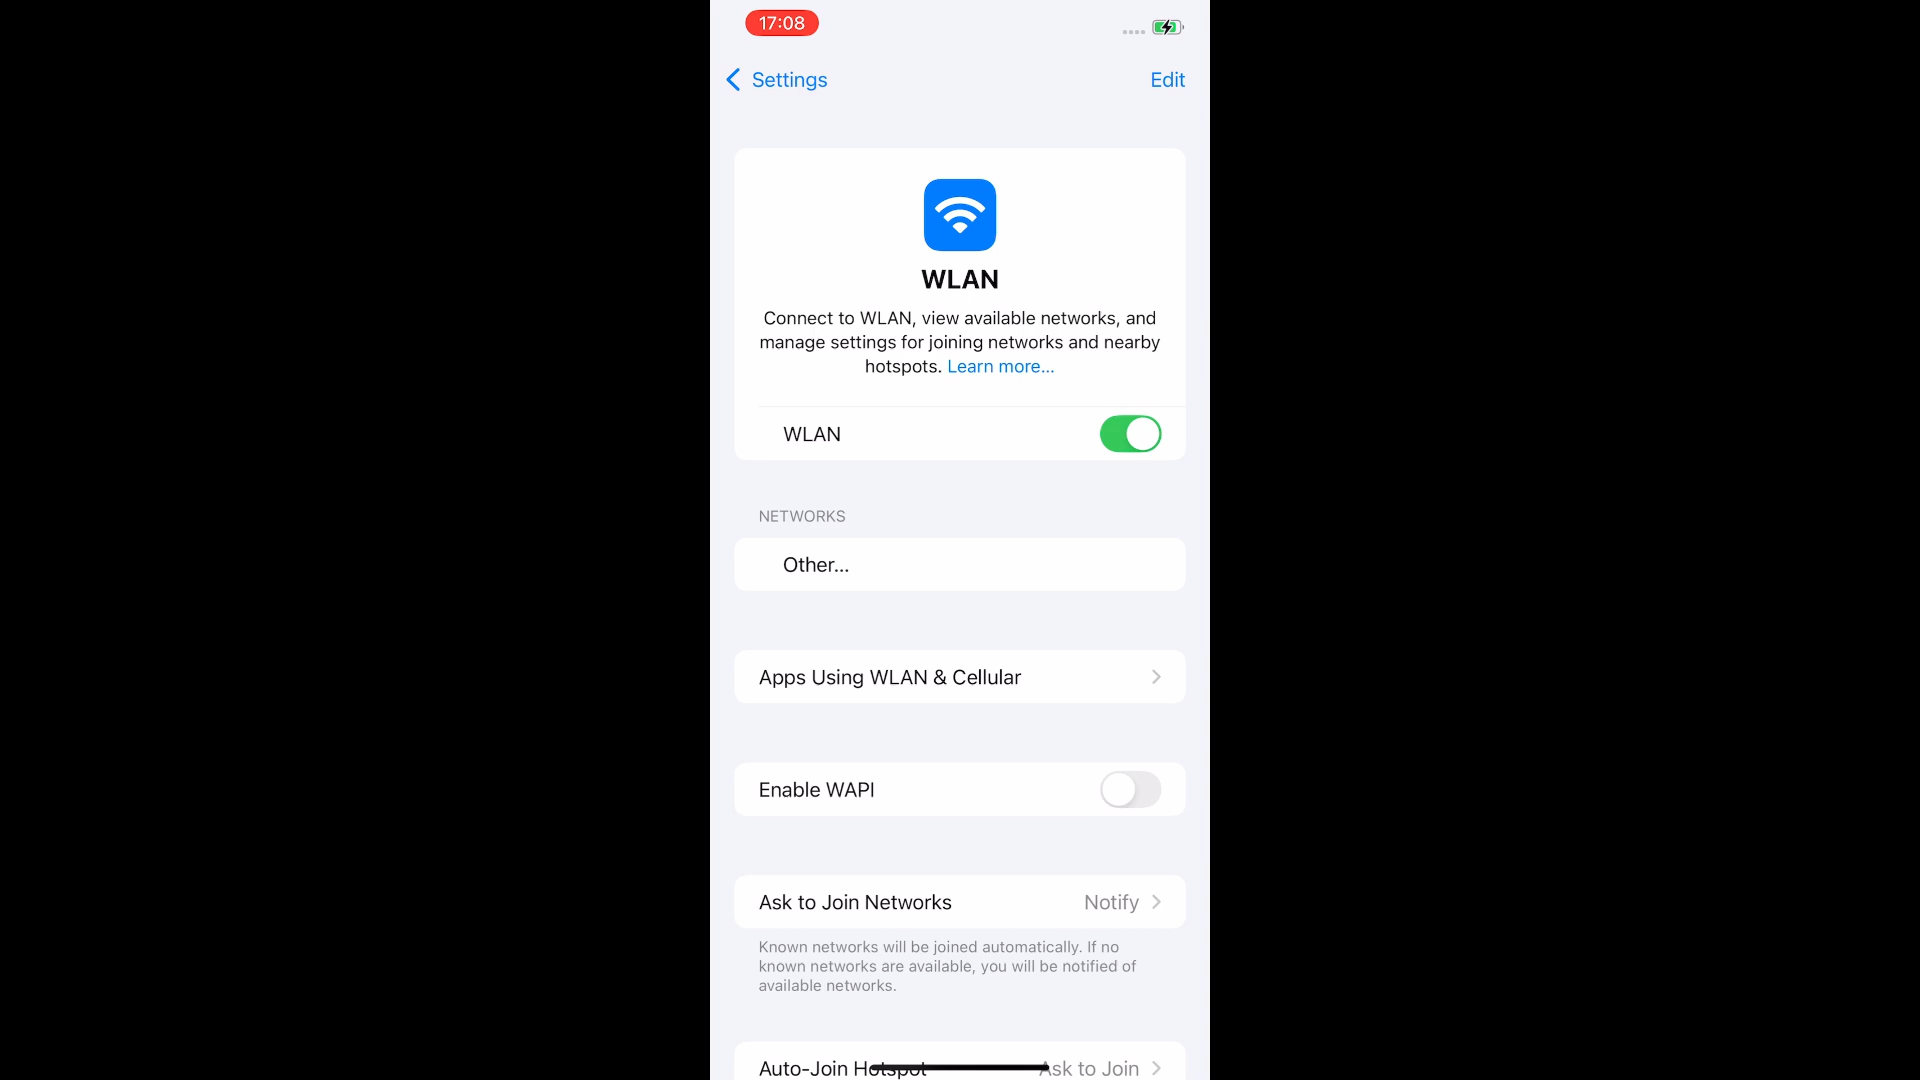 17:08
Settings
Edit
WLAN
Connect to WLAN, view available networks, and
manage settings for joining networks and nearby
hotspots. Learn more...
WLAN
NETWORKS
Other...
Apps Using WLAN & Cellular
Enable WAPI
Ask to Join Networks Notify
Known networks will be joined automatically. If no
known networks are available, you will be notified of
available networks.
Auto-Join Hotspot Ask to Join